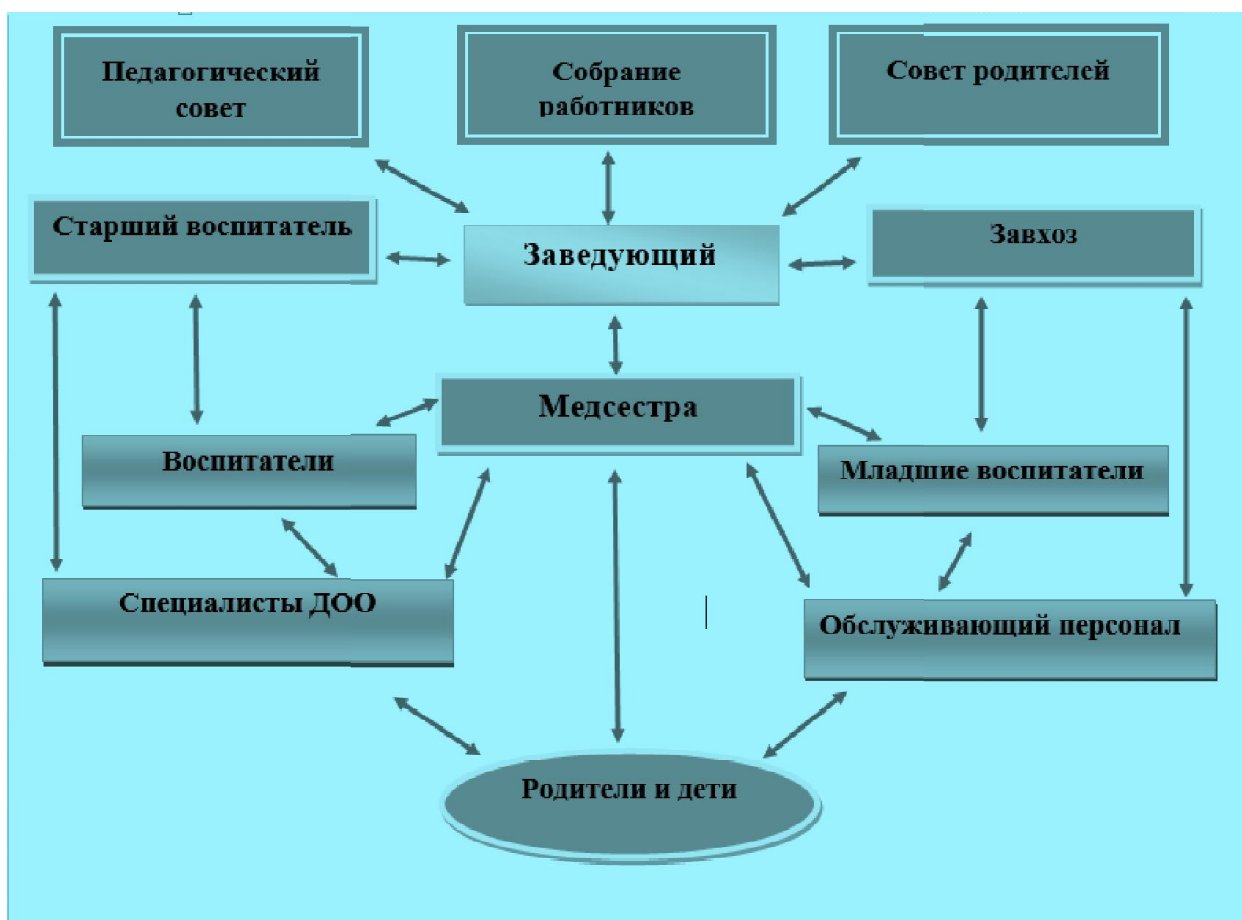 Педагогический
совет
Собрание
работников
Совет родителей
Старший воспитатель
Заведующий
Завхоз
Медсестра
Воспитатели
Младшие воспитатели
Специалисты ДОО
Обслуживающий персонал
Родители и дети